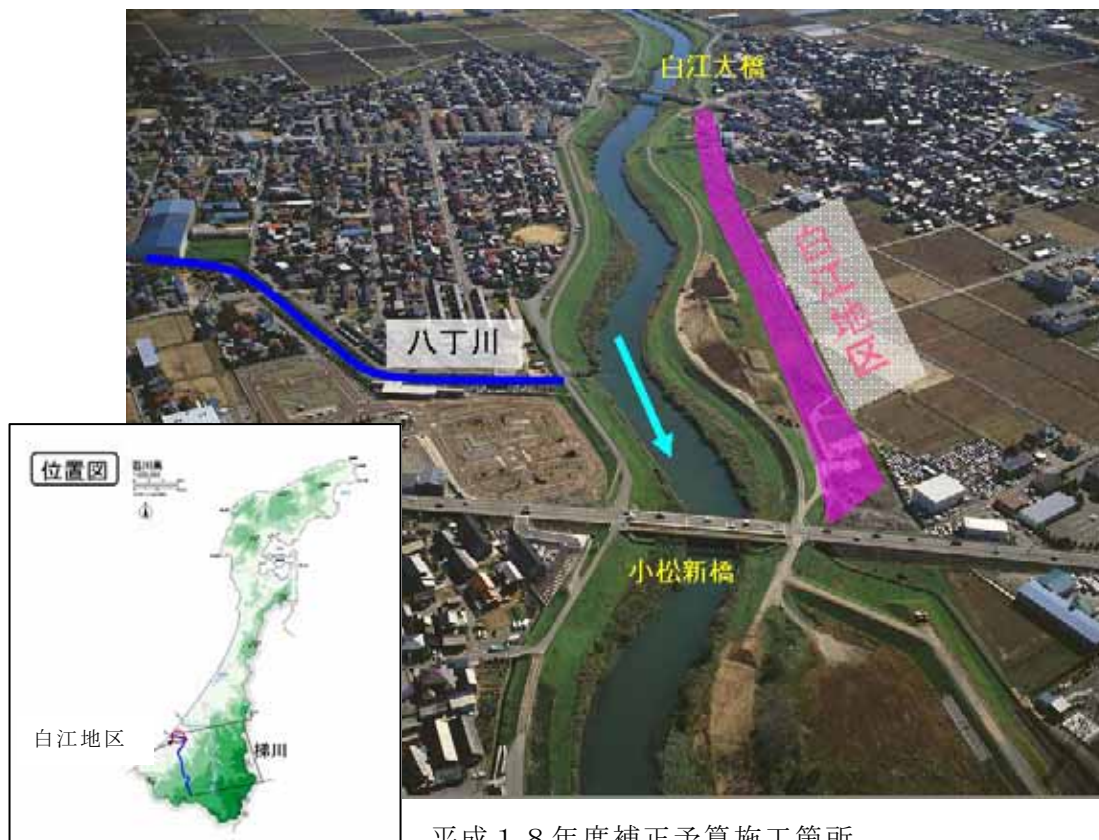 白江大橋
白江地区
八丁川
小松新橋
位置図
石川県
白江地区
梯川
平成18年度補正予算施工箇所